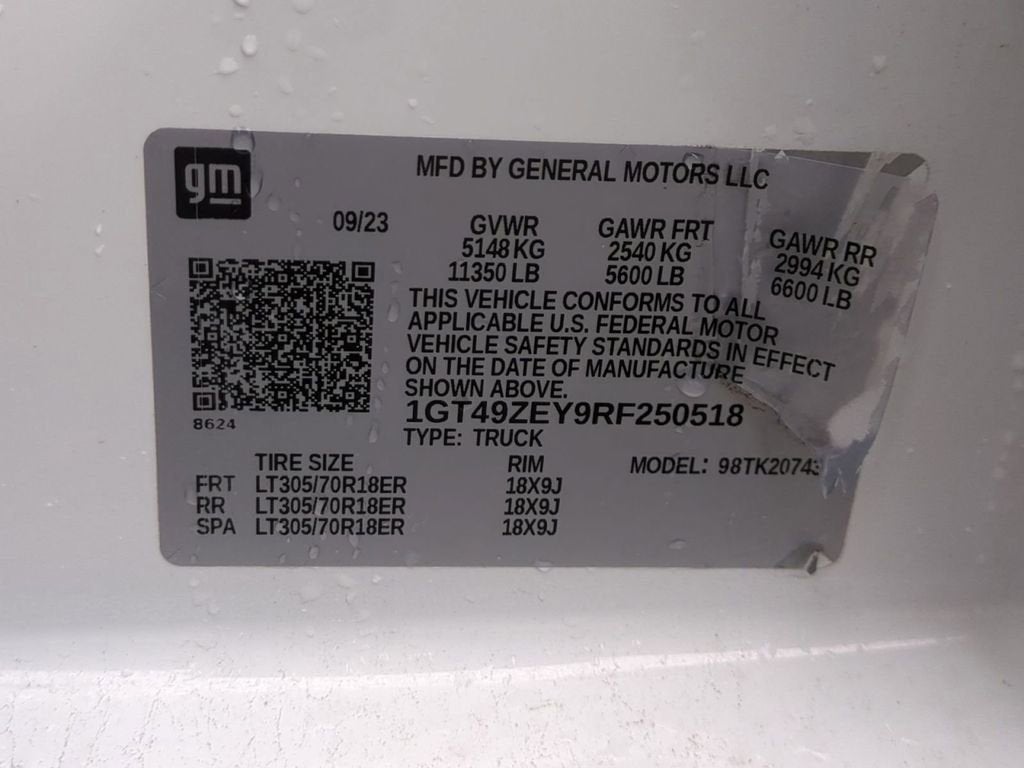 gm
MFD BY GENERAL MOTORS LLC
09/23
GVWR GAWR FRT GAWR RR
5148 KG 2540 KG 2994 KG
11350 LB 5600 LB 6600 LB
THIS VEHICLE CONFORMS TO ALL
APPLICABLE U.S. FEDERAL MOTOR
VEHICLE SAFETY STANDARDS IN EFFECT
ON THE DATE OF MANUFACTURE
SHOWN ABOVE.
8624
1GT49ZEY9RF250518
TYPE: TRUCK
TIRE SIZE RIM MODEL: 98TK20743
FRT LT305/70R18ER 18X9J
RR LT305/70R18ER 18X9J
SPA LT305/70R18ER 18X9J